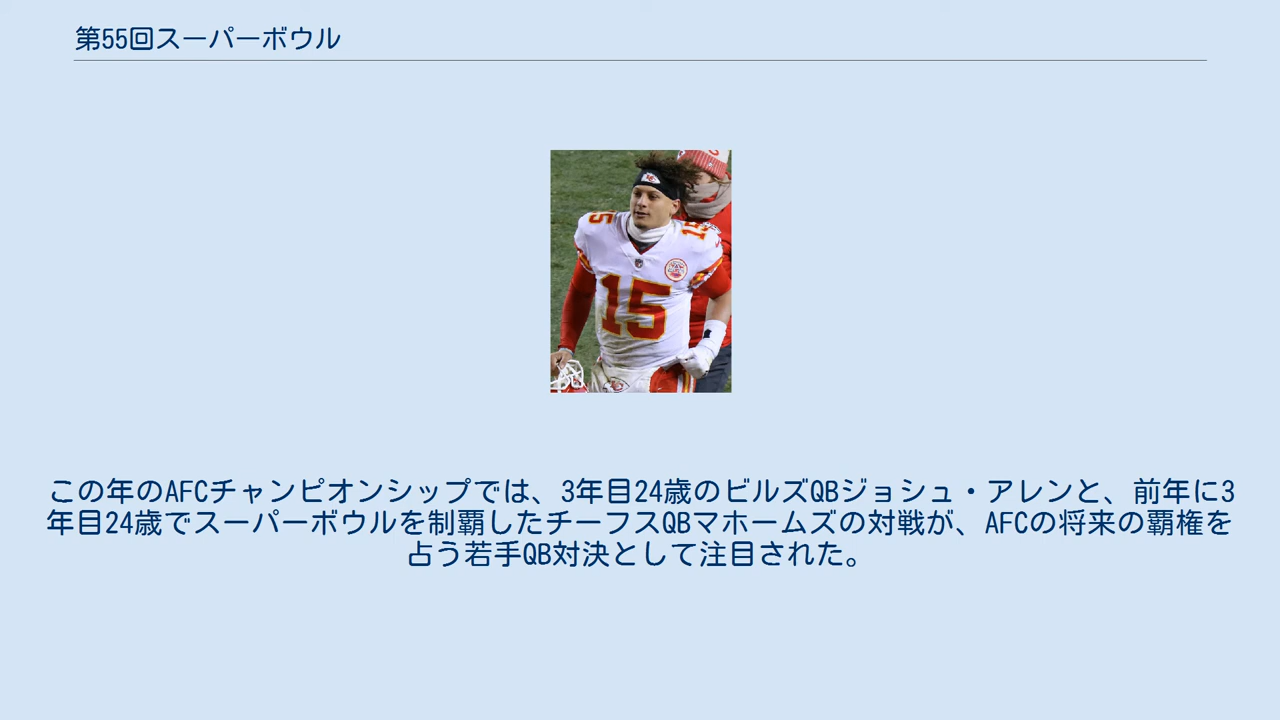 第55回スーパーボウル
15
15
15
この年のAFCチャンピオンシップでは、3年目24歳のビルズQBジョシュ・アレンと、前年に3
年目24歳でスーパーボウルを制覇したチーフスQBマホームズの対戦が、AFCの将来の覇権を
占う若手QB対決として注目された。